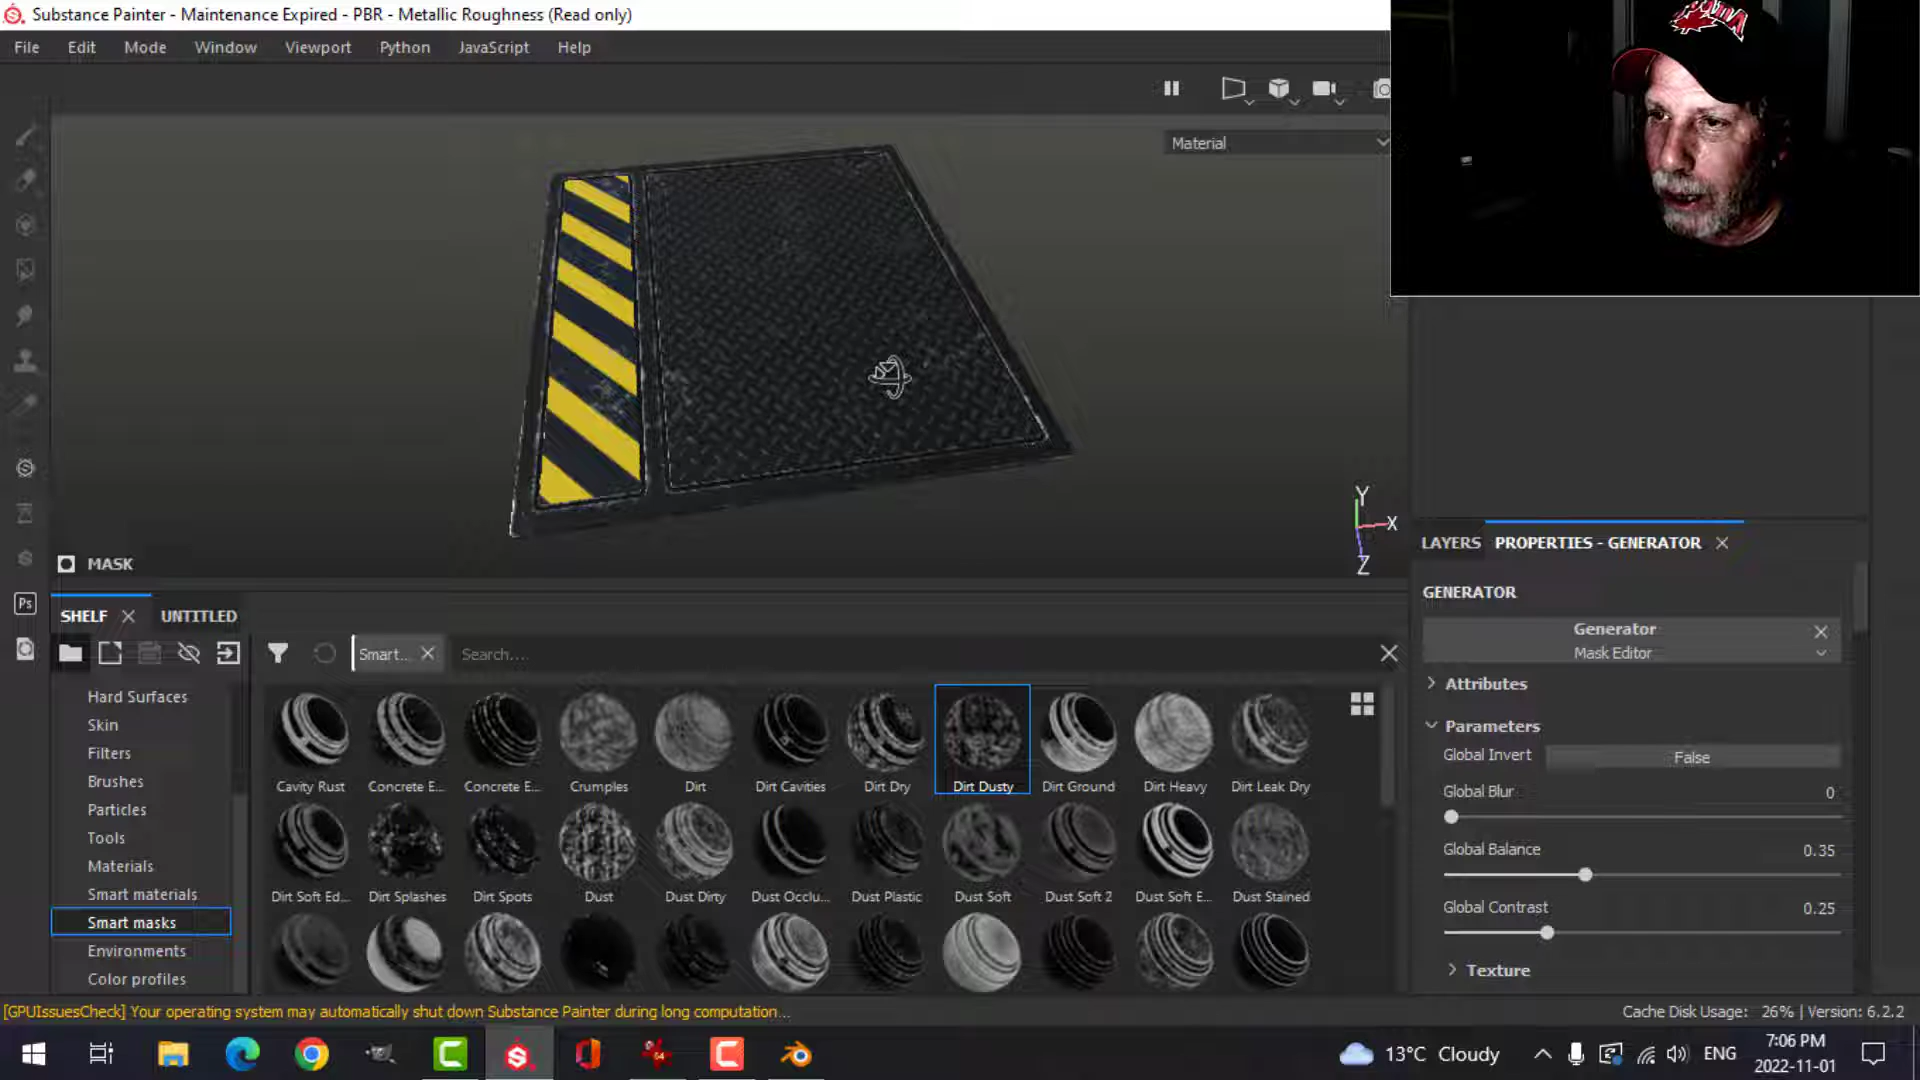 Substance Painter - Maintenance Expired - PBR - Metallic Roughness (Read only)
File Edit Mode Window Viewport Python JavaScript Help
Material
Y
X
Z
MASK
LAYERS PROPERTIES - GENERATOR
GENERATOR
Generator
Mask Editor
Attributes
Parameters
Global Invert False
Global Blur 0
Global Balance 0.35
Global Contrast 0.25
Texture
Ps
SHELF UNTITLED
Smart... Search....
Hard Surfaces
Skin
Filters
Brushes
Particles
Tools
Materials
Smart materials
Smart masks
Environments
Color profiles
Cavity Rust Concrete E... Concrete E... Crumples Dirt Dirt Cavities Dirt Dry Dirt Dusty Dirt Ground Dirt Heavy Dirt Leak Dry
Dirt Soft Ed... Dirt Splashes Dirt Spots Dust Dust Dirty Dust Occlu... Dust Plastic Dust Soft Dust Soft 2 Dust Soft E... Dust Stained
[GPUIssuesCheck] Your operating system may automatically shut down Substance Painter during long computation...
Cache Disk Usage: 26% | Version: 6.2.2
13°C Cloudy ENG
7:06 PM
2022-11-01